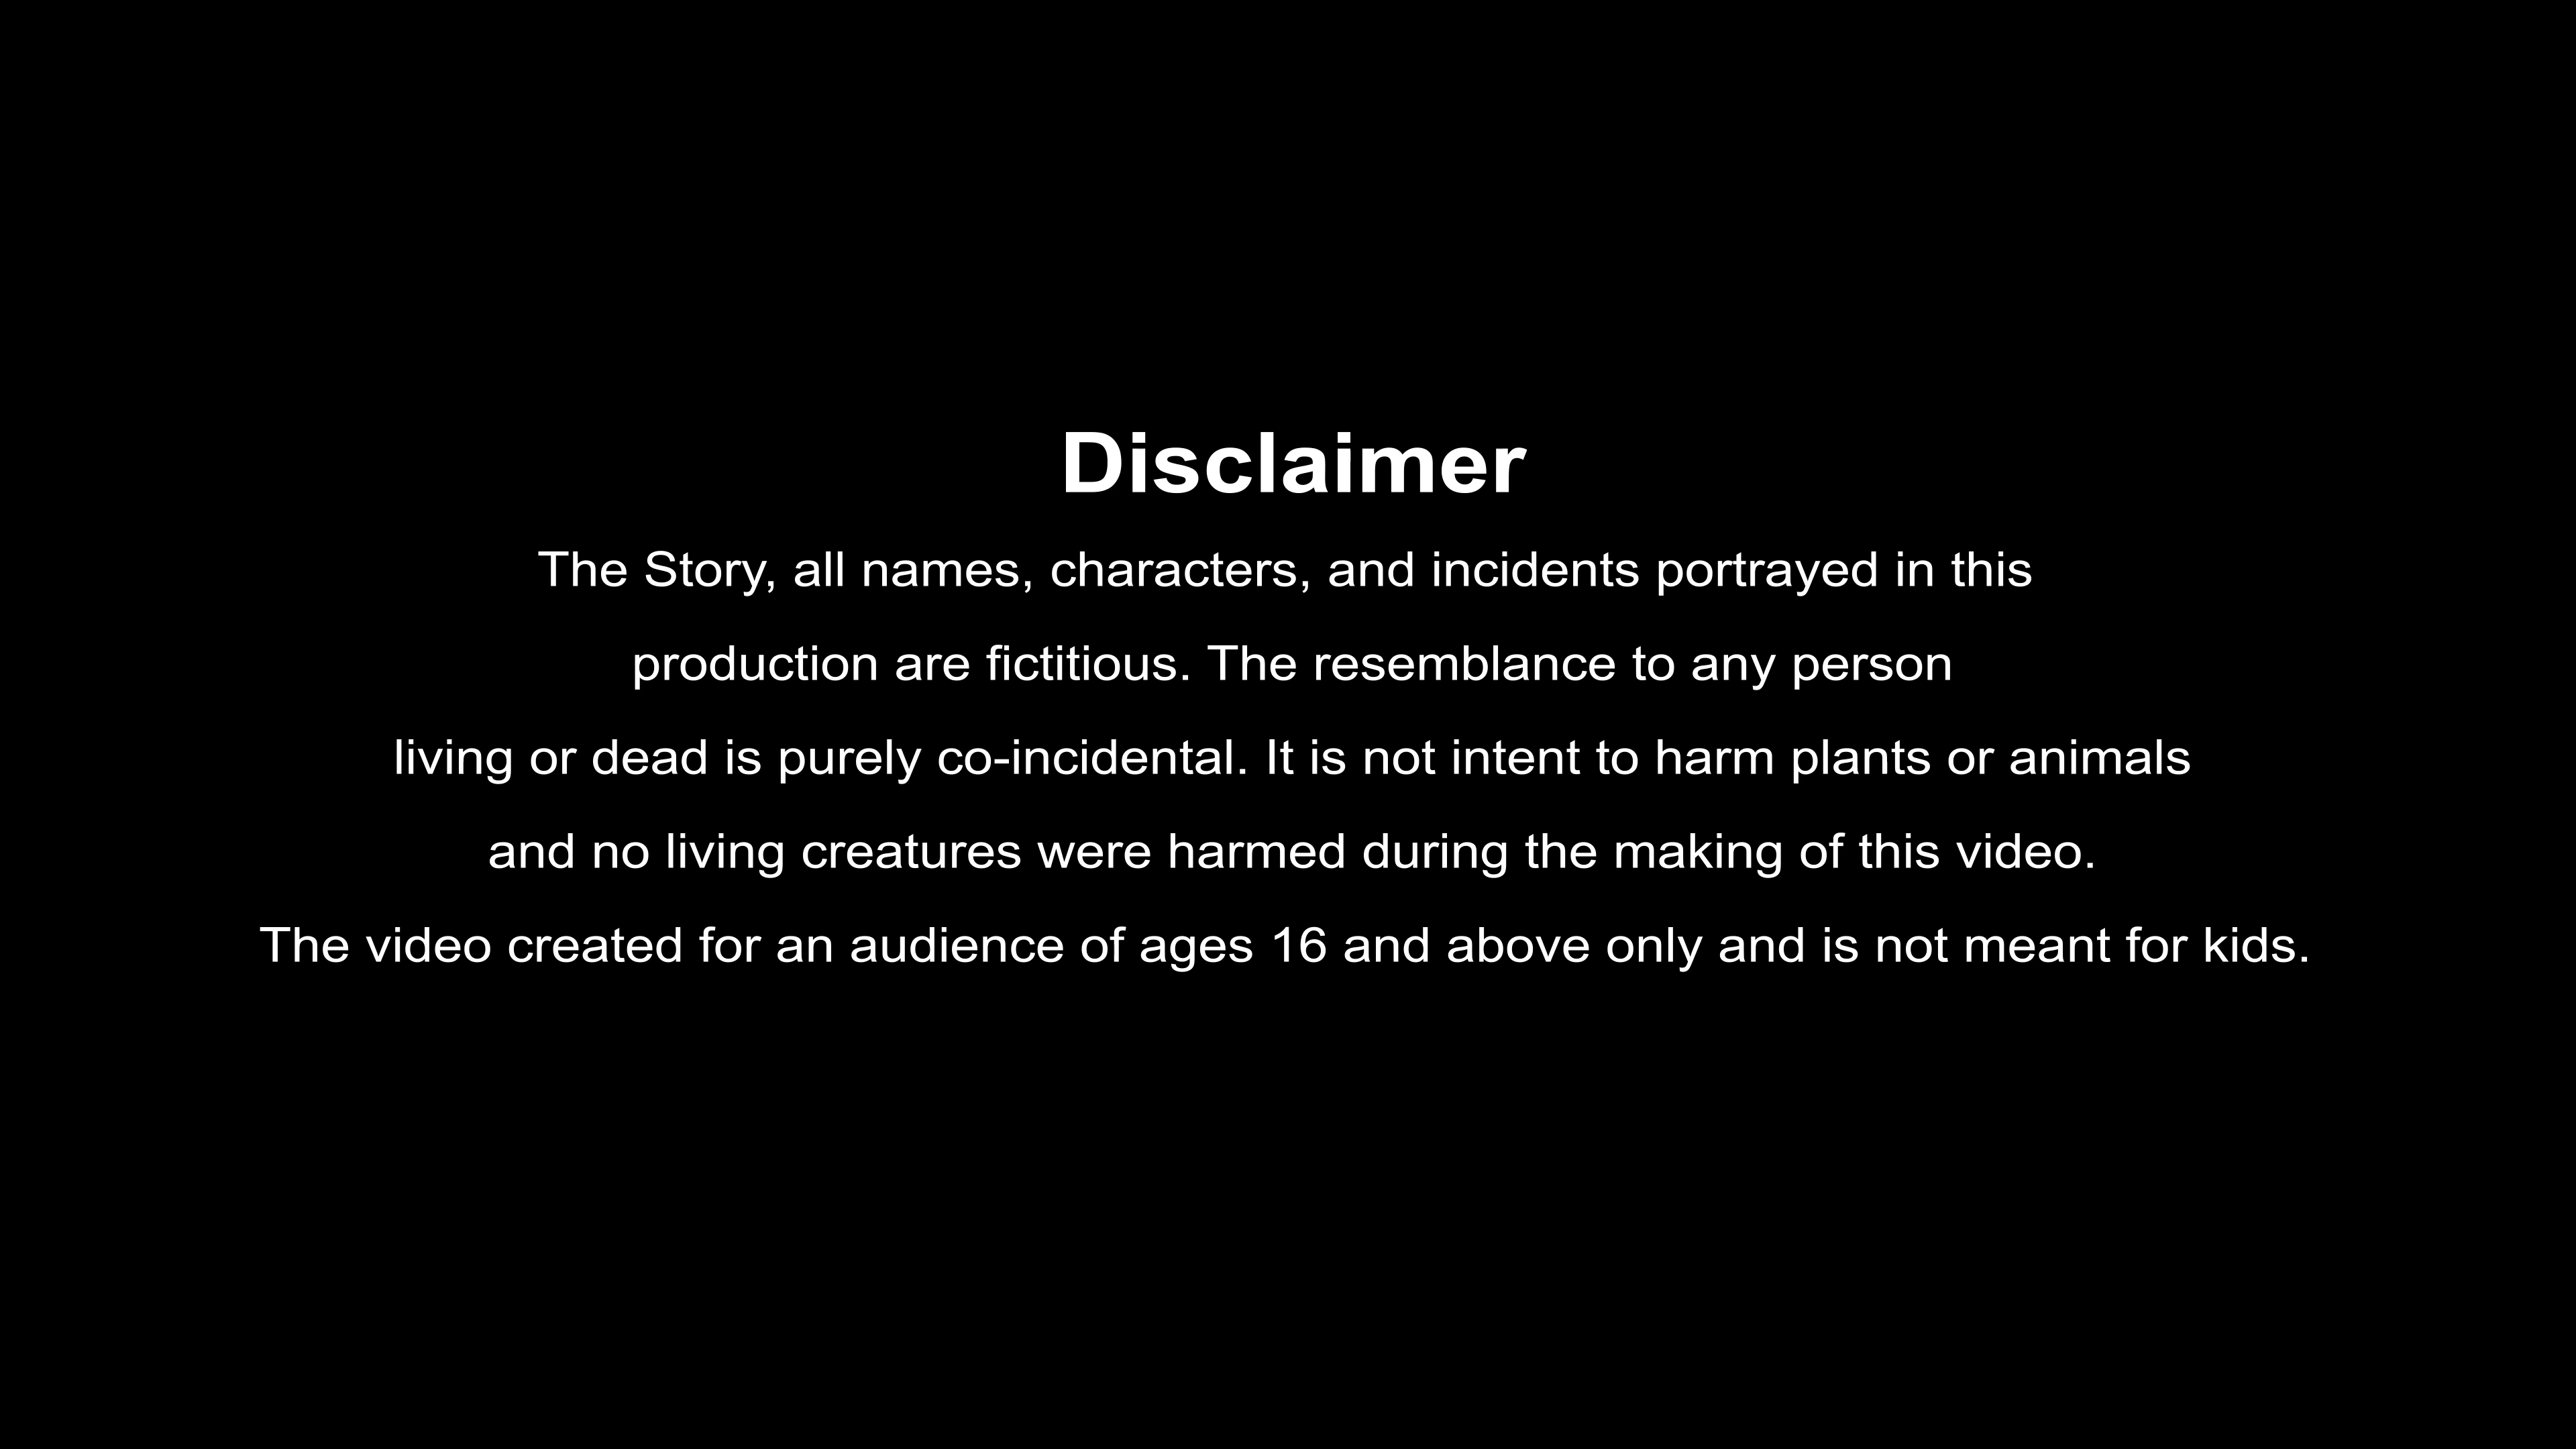 Disclaimer
The Story, all names, characters, and incidents portrayed in this
production are fictitious. The resemblance to any person
living or dead is purely co-incidental. It is not intent to harm plants or animals
and no living creatures were harmed during the making of this video.
The video created for an audience of ages 16 and above only and is not meant for kids.